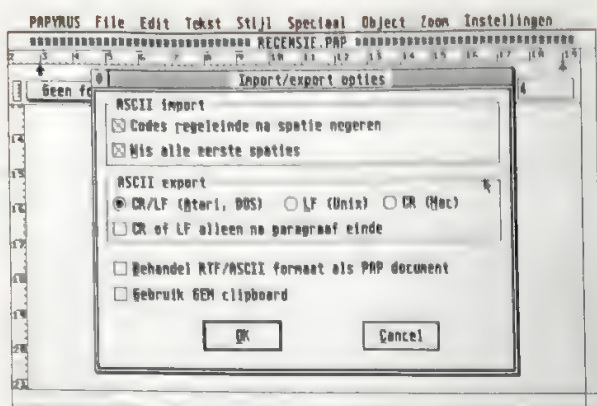 PAPYRUS File Edit Tekst Stijl Speciaal Object Zoom Instellingen
RECENSIE.PAP
Import/export opties
Geen
ASCII import
Codes regeleinde na spatie negeren
Wis alle eerste spaties
ASCII export
CR/LF (Atari, DOS) LF (Unix) CR (Mac)
CR of LF alleen na paragraaf einde
Behandel RTF/ASCII formaat als PAP document
Gebruik GEM clipboard
OK Cancel